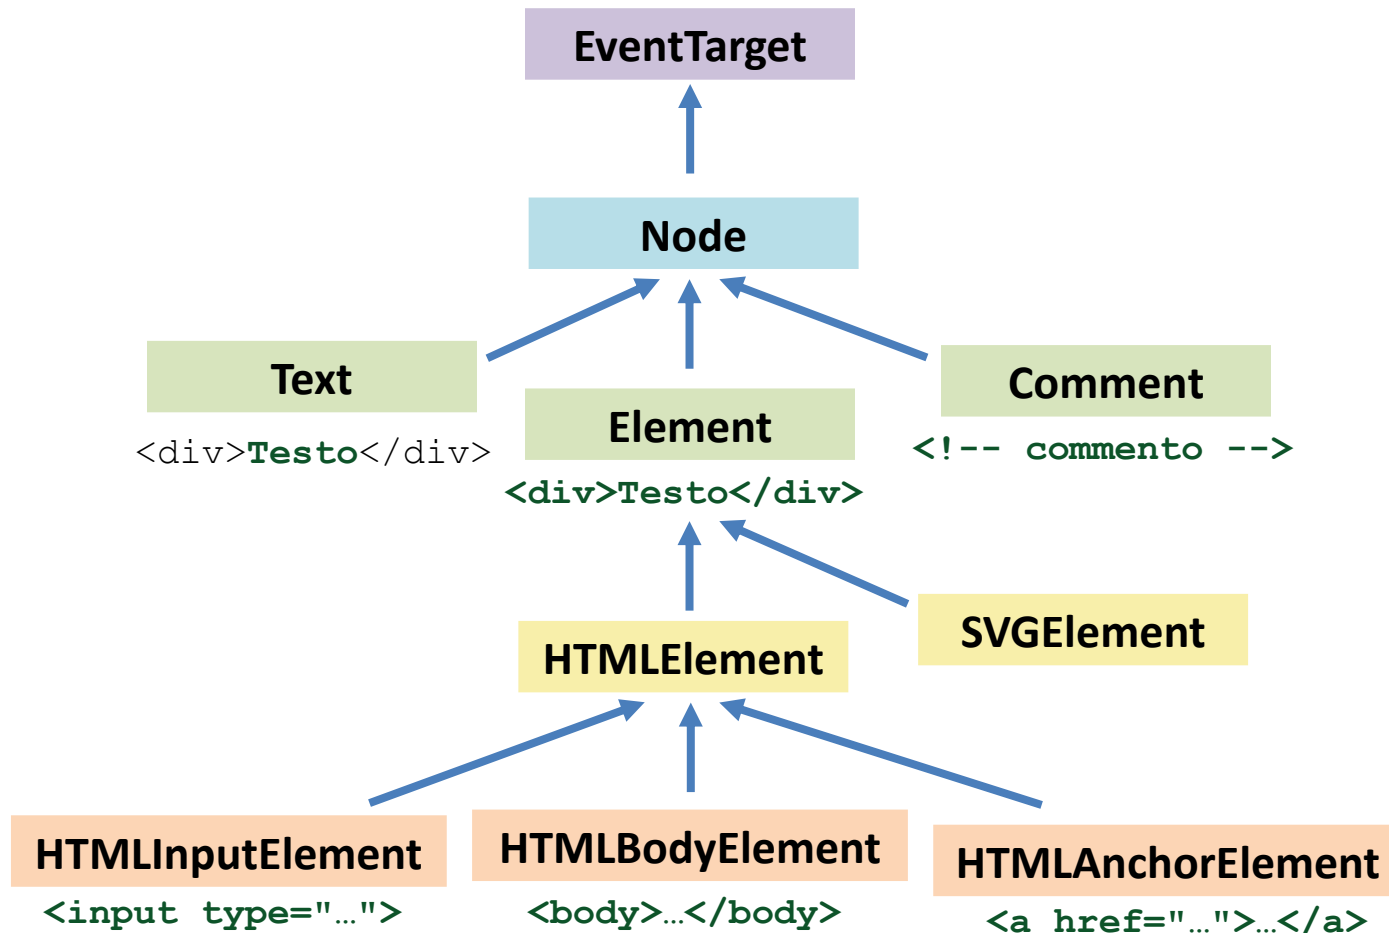 EventTarget
Node
Text
<div>Testo</div>
Element
<div>Testo</div>
Comment
<!-- commento -->
HTMLElement
SVGElement
HTMLInputElement
<input type="…">
HTMLBodyElement
<body>…</body>
HTMLAnchorElement
<a href="…">…</a>